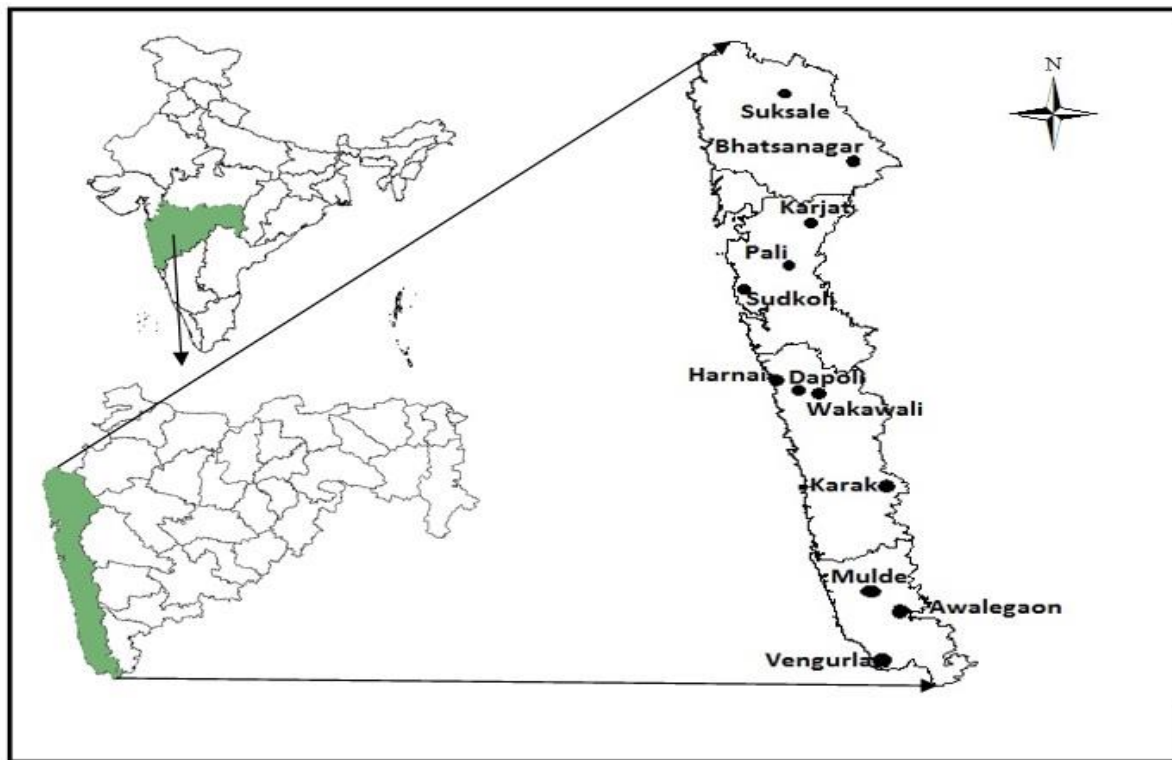 N
Suksale
Bhatsanagar
Karjat
Pali
Sudkoli
Harnai
Dapoli
Wakawali
Karak
Mulde
Awalegaon
Vengurla